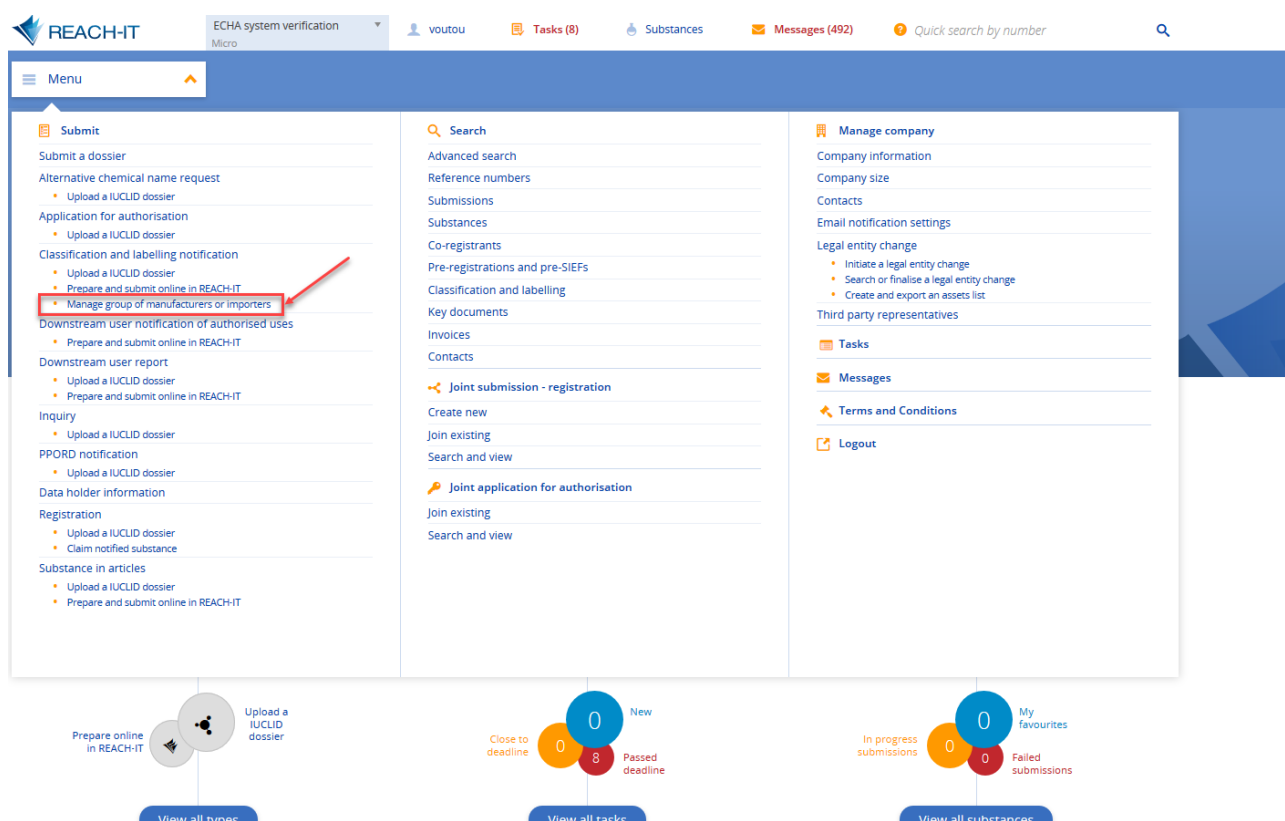 REACH-IT
ECHA system verification
Micro
voutou
Tasks (8)
Substances
Messages (492)
Quick search by number
Menu
Submit
Submit a dossier
Alternative chemical name request
Upload a IUCLID dossier
Application for authorisation
Upload a IUCLID dossier
Classification and labelling notification
Upload a IUCLID dossier
Prepare and submit online in REACH-IT
Manage group of manufacturers or importers
Downstream user notification of authorised uses
Prepare and submit online in REACH-IT
Downstream user report
Upload a IUCLID dossier
Prepare and submit online in REACH-IT
Inquiry
Upload a IUCLID dossier
PPORD notification
Upload a IUCLID dossier
Data holder information
Registration
Upload a IUCLID dossier
Claim notified substance
Substance in articles
Upload a IUCLID dossier
Prepare and submit online in REACH-IT
Search
Advanced search
Reference numbers
Submissions
Substances
Co-registrants
Pre-registrations and pre-SIEFs
Classification and labelling
Key documents
Invoices
Contacts
Joint submission - registration
Create new
Join existing
Search and view
Joint application for authorisation
Join existing
Search and view
Manage company
Company information
Company size
Contacts
Email notification settings
Legal entity change
Initiate a legal entity change
Search or finalise a legal entity change
Create and export an assets list
Third party representatives
Tasks
Messages
Terms and Conditions
Logout
Prepare online
in REACH-IT
Upload a
IUCLID
dossier
View all types
Close to
deadline
0
0
New
8
Passed
deadline
View all tasks
In progress
submissions
0
0
My
favourites
0
Failed
submissions
View all substances